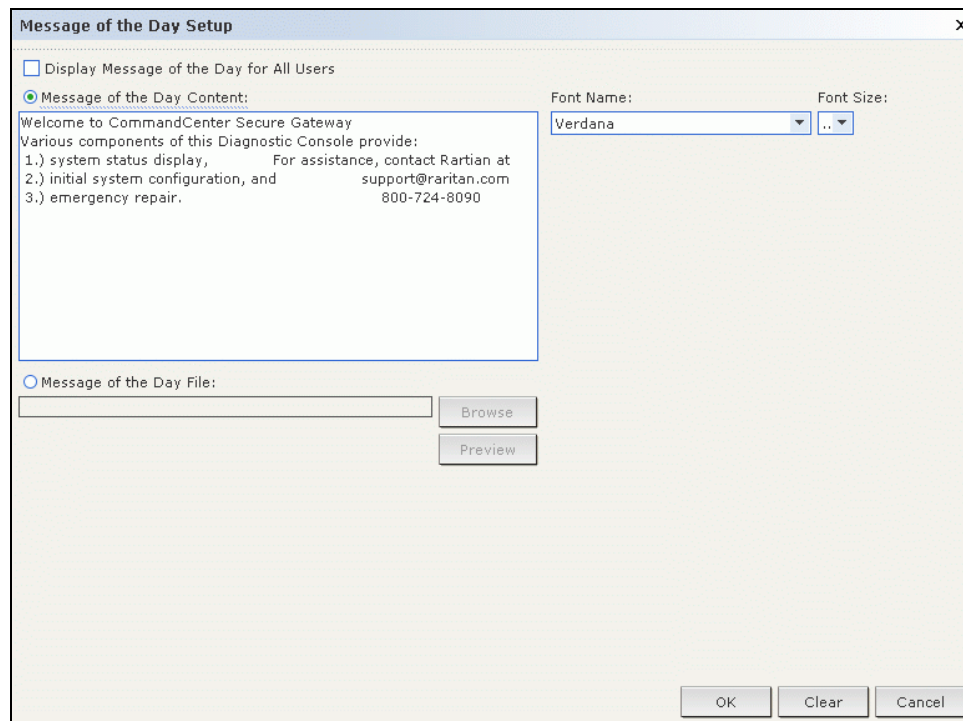 Message of the Day Setup x
Display Message of the Day for All Users
Message of the Day Content:
Font Name:
Font Size:
Welcome to CommandCenter Secure Gateway
Various components of this Diagnostic Console provide:
1.) system status display, For assistance, contact Rartian at
2.) initial system configuration, and support@raritan.com
3.) emergency repair. 800-724-8090
Verdana
..
Message of the Day File:
Browse
Preview
OK
Clear
Cancel